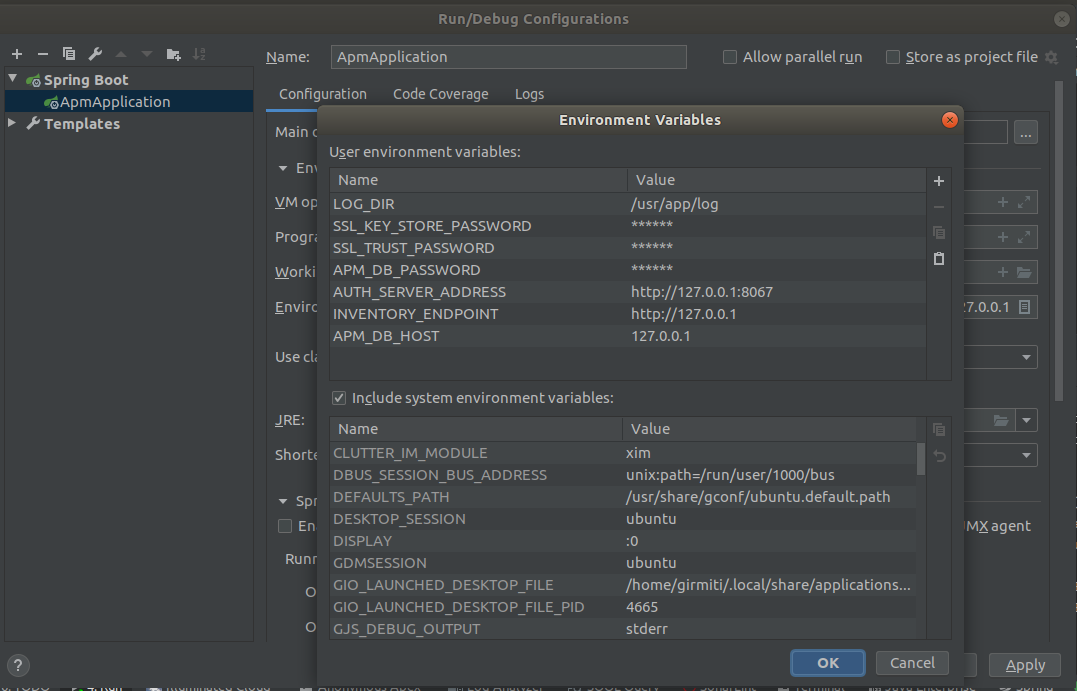 Run/Debug Configurations
Name: ApmApplication Allow parallel run Store as project file
Spring Boot
ApmApplication
Templates
Configuration Code Coverage Logs
Environment Variables
Main
...
User environment variables:
Name Value
LOG_DIR /usr/app/log
SSL_KEY_STORE_PASSWORD ******
SSL_TRUST_PASSWORD ******
APM_DB_PASSWORD ******
AUTH_SERVER_ADDRESS http://127.0.0.1:8067
INVENTORY_ENDPOINT http://127.0.0.1
APM_DB_HOST 127.0.0.1
VM op
Progra
Worki
Enviro 27.0.0.1
Use cla
Include system environment variables:
JRE:
Shorte
Name Value
CLUTTER_IM_MODULE xim
DBUS_SESSION_BUS_ADDRESS unix:path=/run/user/1000/bus
DEFAULTS_PATH /usr/share/gconf/ubuntu.default.path
DESKTOP_SESSION ubuntu
DISPLAY :0
GDMSESSION ubuntu
GIO_LAUNCHED_DESKTOP_FILE /home/girmiti/.local/share/applications...
GIO_LAUNCHED_DESKTOP_FILE_PID 4665
GJS_DEBUG_OUTPUT stderr
Spr
En JMX agent
Runn
OK Cancel Apply
?